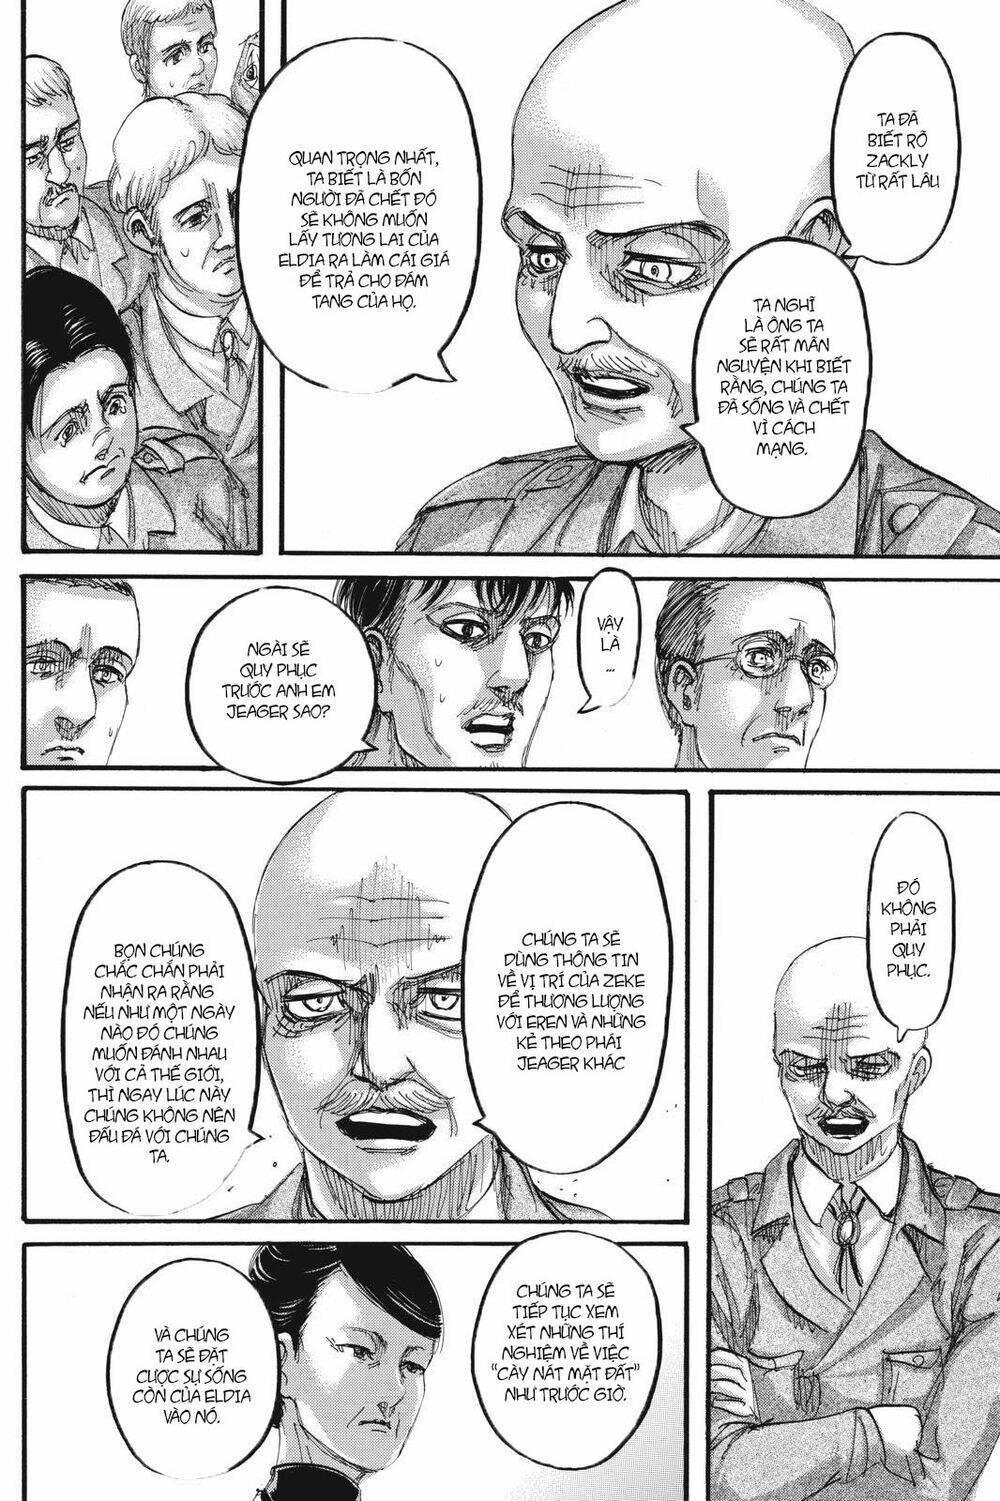 TA ĐÃ
BIẾT RÕ
ZACKLY
TỪ RẤT LÂU
TA NGHĨ
LÀ ÔNG TA
SẼ RẤT MÃN
NGUYỆN KHI BIẾT
RẰNG, CHÚNG TA
ĐÃ SỐNG VÀ CHẾT
VÌ CÁCH
MẠNG.
QUAN TRỌNG NHẤT,
TA BIẾT LÀ BỐN
NGƯỜI ĐÃ CHẾT ĐÓ
SẼ KHÔNG MUỐN
LẤY TƯƠNG LAI CỦA
ELDIA RA LÀM CÁI GIÁ
ĐỂ TRẢ CHO ĐÁM
TANG CỦA HỌ.
VẬY
LÀ
...
NGÀI SẼ
QUY PHỤC
TRƯỚC ANH EM
JEAGER SAO?
ĐÓ
KHÔNG PHẢI
QUY
PHỤC.
CHÚNG TA SẼ
DÙNG THÔNG TIN
VỀ VỊ TRÍ CỦA ZEKE
ĐỂ THƯƠNG LƯỢNG
VỚI EREN VÀ NHỮNG
KẺ THEO PHÁI
JEAGER KHÁC
BỌN CHÚNG
CHẮC CHẮN PHẢI
NHẬN RA RẰNG
NẾU NHƯ MỘT NGÀY
NÀO ĐÓ CHÚNG
MUỐN ĐÁNH NHAU
VỚI CẢ THẾ GIỚI,
THÌ NGAY LÚC NÀY
CHÚNG KHÔNG NÊN
ĐẤU ĐÁ VỚI CHÚNG
TA.
CHÚNG TA SẼ
TIẾP TỤC XEM
XÉT NHỮNG THÍ
NGHIỆM VỀ VIỆC
"CÀY NÁT MẶT ĐẤT"
NHƯ TRƯỚC GIỜ.
VÀ CHÚNG
TA SẼ ĐẶT
CƯỢC SỰ SỐNG
CÒN CỦA ELDIA
VÀO NÓ.